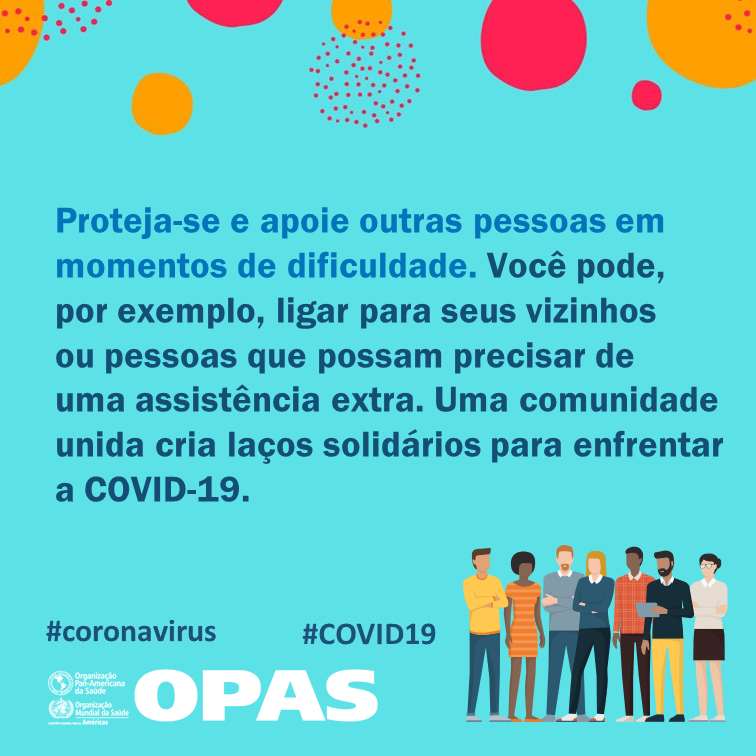 Proteja-se e apoie outras pessoas em
momentos de dificuldade. Você pode,
por exemplo, ligar para seus vizinhos
ou pessoas que possam precisar de
uma assistência extra. Uma comunidade
unida cria laços solidários para enfrentar
a COVID-19.
#coronavirus
#COVID19
Organização
Pan-Americana
da Saúde
Organização
Mundial da Saúde
Américas
OPAS